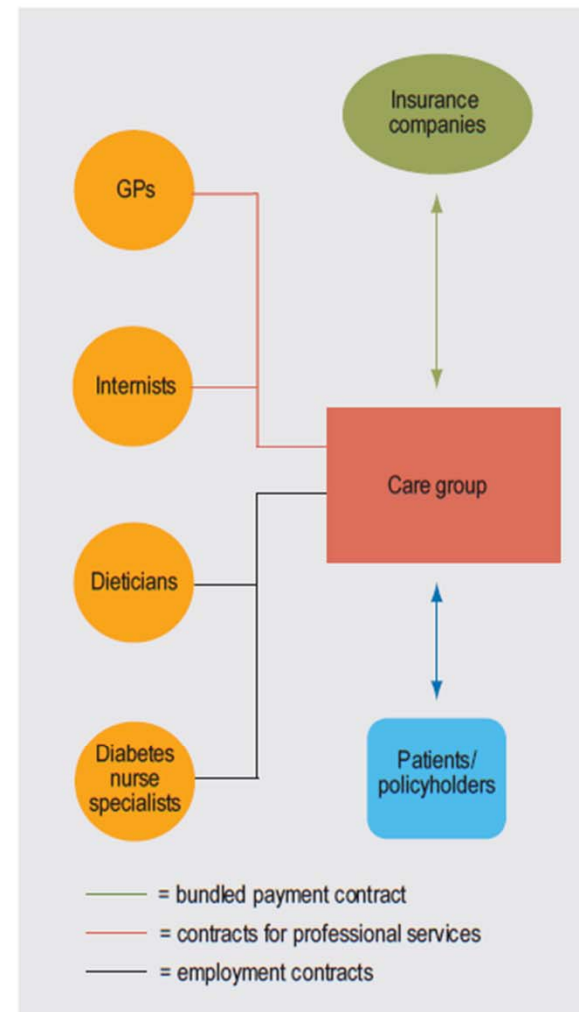 Insurance
companies
GPs
Internists
Care group
Dieticians
Diabetes
nurse
specialists
Patients/
policyholders
= bundled payment contract
= contracts for professional services
= employment contracts